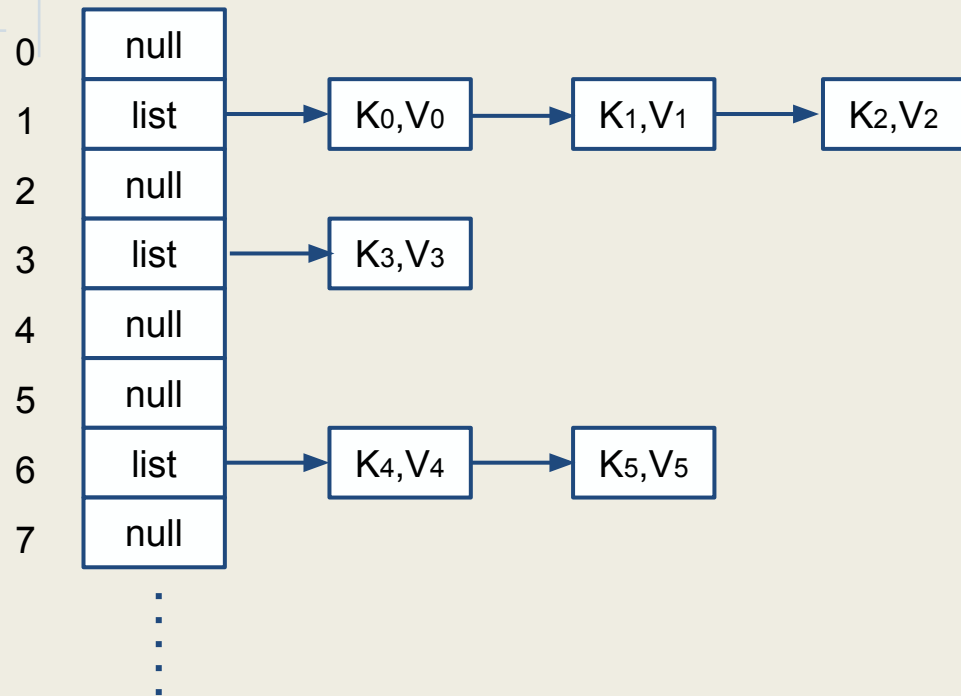 0 null
1 list K0,V0 K1,V1 K2,V2
2 null
3 list K3,V3
4 null
5 null
6 list K4,V4 K5,V5
7 null